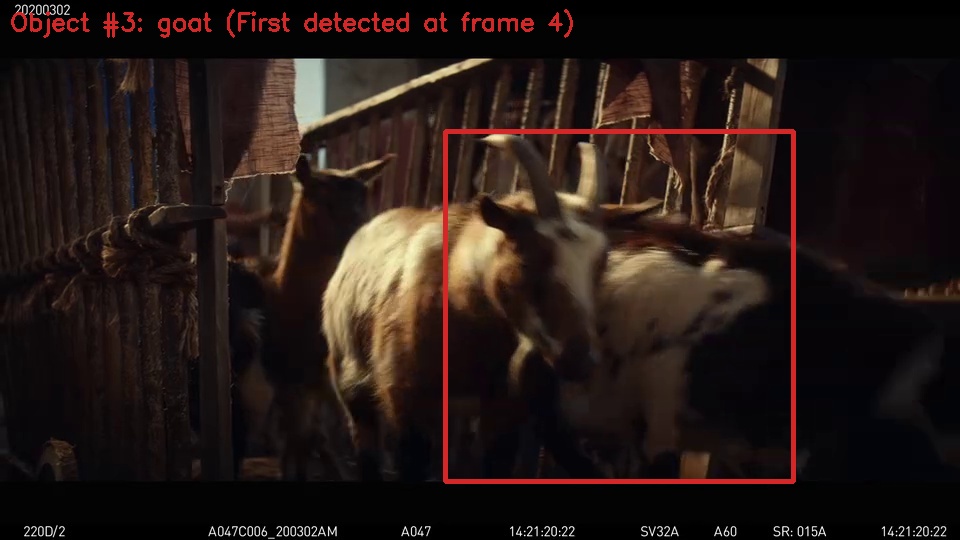 20200302
Object #3: goat (First detected at frame 4)
220D/2 A047C006_200302AM A047 14:21:20:22 SV32A A60 SR: 015A 14:21:20:22